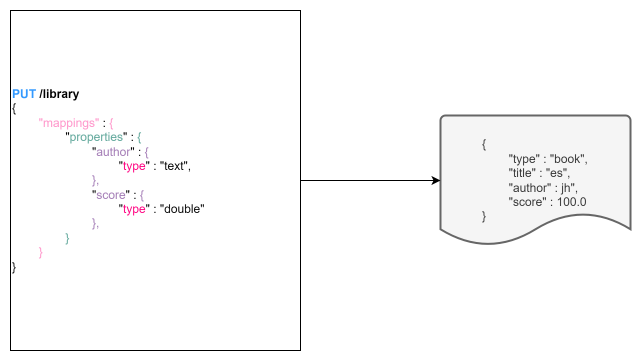 PUT /library
{
"mappings" : {
"properties" : {
"author" : {
"type" : "text",
},
"score" : {
"type" : "double"
},
}
}
}
{
"type" : "book",
"title" : "es",
"author" : jh",
"score" : 100.0
}